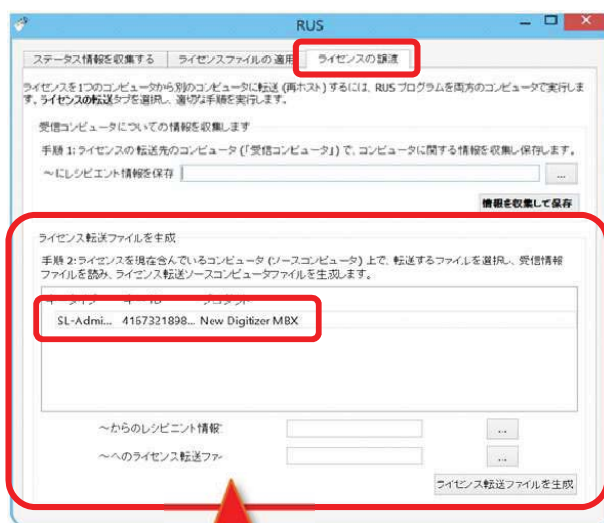 RUS
ステータス情報を収集する ライセンスファイルの適用 ライセンスの譲渡
ライセンスを1つのコンピュータから別のコンピュータに転送 (再ホスト) するには、RUS プログラムを両方のコンピュータで実行しま
す。ライセンスの転送タブを選択し、適切な手順を実行します。
受信コンピュータについての情報を収集します
手順 1:ライセンスの転送先のコンピュータ (「受信コンピュータ」) で、コンピュータに関する情報を収集し保存します。
～にレシピエント情報を保存 ...
情報を収集して保存
ライセンス転送ファイルを生成
手順 2:ライセンスを現在含んでいるコンピュータ (ソースコンピュータ) 上で、転送するファイルを選択し、受信情報
ファイルを読み、ライセンス転送ソースコンピュータファイルを生成します。
SL-Admi... 4167321898... New Digitizer MBX
～からのレシピエント情報 ...
～へのライセンス転送ファ ...
ライセンス転送ファイルを生成